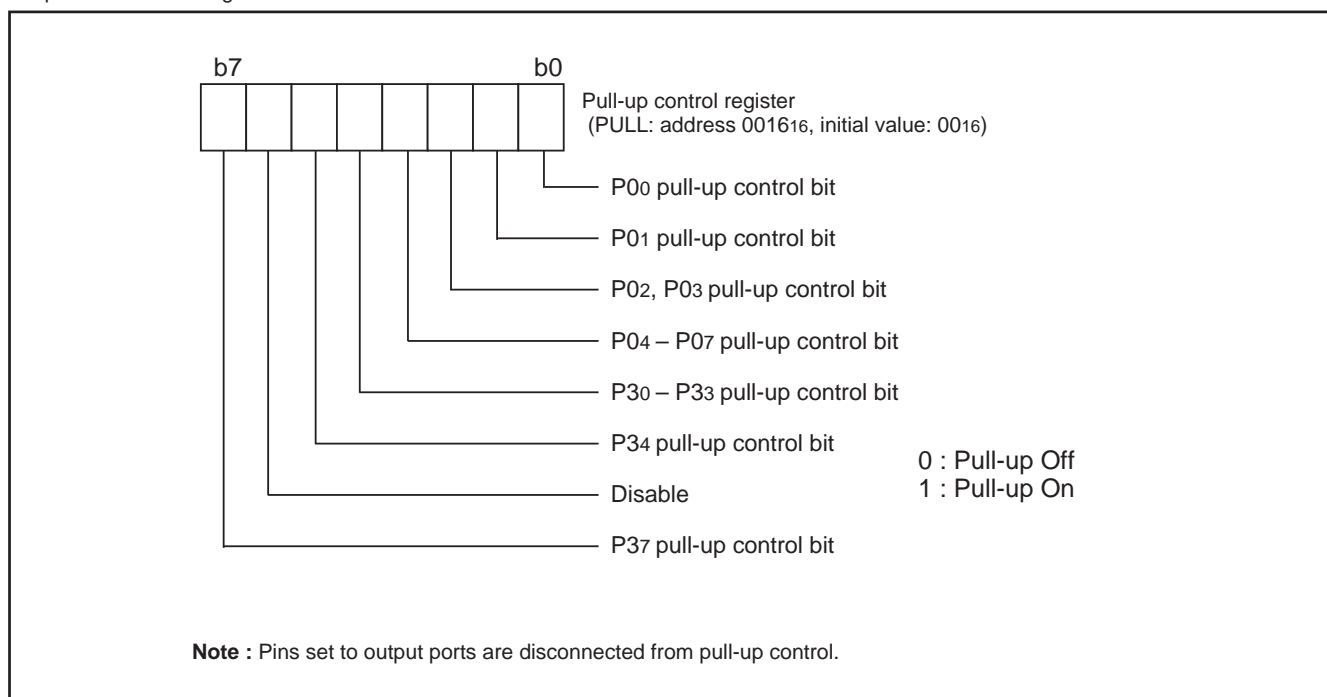 b7 b0
Pull-up control register
(PULL: address 001616, initial value: 0016)
P00 pull-up control bit
P01 pull-up control bit
P02, P03 pull-up control bit
P04 – P07 pull-up control bit
P30 – P33 pull-up control bit
P34 pull-up control bit
0 : Pull-up Off
Disable
1 : Pull-up On
P37 pull-up control bit
Note : Pins set to output ports are disconnected from pull-up control.